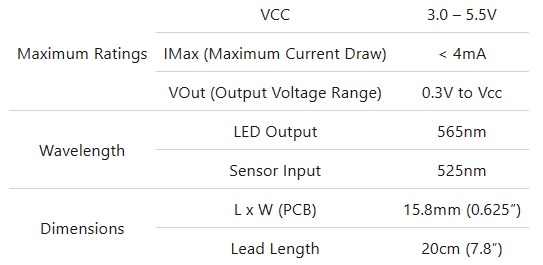 VCC 3.0 – 5.5V
Maximum Ratings IMax (Maximum Current Draw) < 4mA
VOut (Output Voltage Range) 0.3V to Vcc
Wavelength LED Output 565nm
Sensor Input 525nm
Dimensions L x W (PCB) 15.8mm (0.625″)
Lead Length 20cm (7.8″)